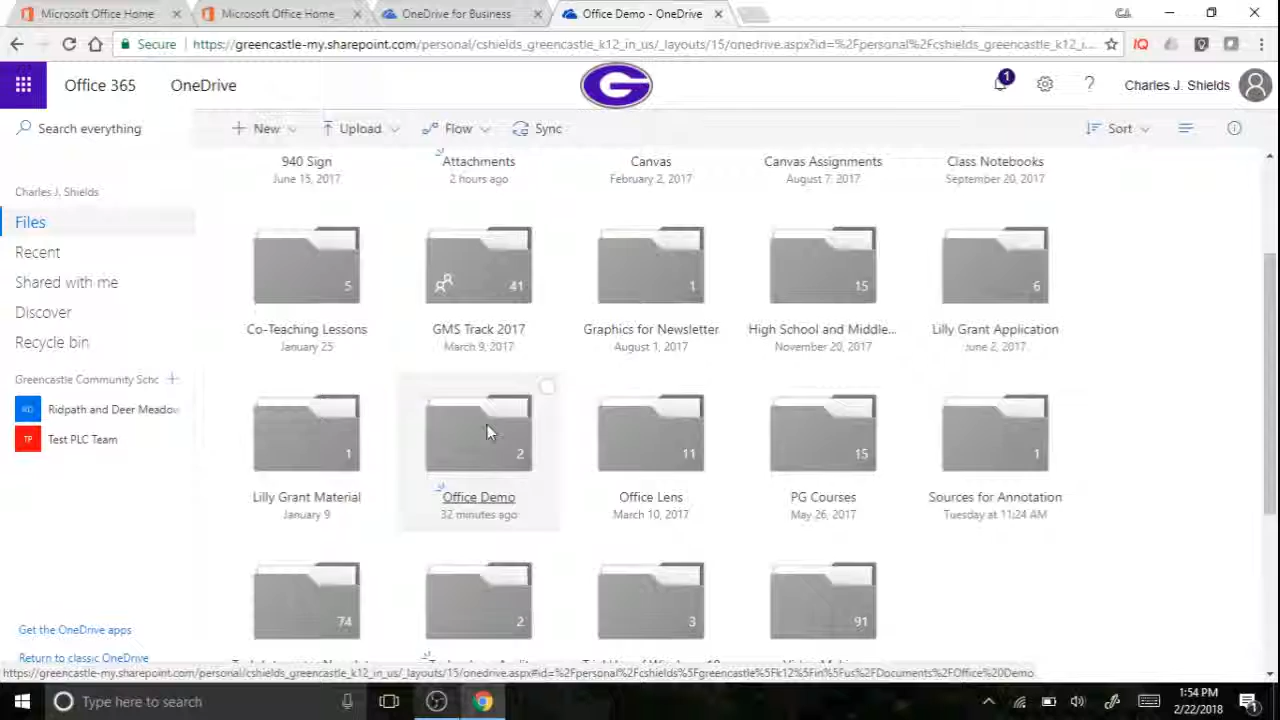 Microsoft Office Home
Microsoft Office Home
OneDrive for Business
Office Demo - OneDrive
Secure
https://greencastle-my.sharepoint.com/personal/cshields_greencastle_k12_in_us/_layouts/15/onedrive.aspx?id=%2Fpersonal%2Fcshields_greencastle_k12_in_us%2F...
IQ
Office 365
OneDrive
G
1
?
Charles J. Shields
Search everything
New
Upload
Flow
Sync
Sort
940 Sign
Attachments
Canvas
Canvas Assignments
Class Notebooks
June 15, 2017
2 hours ago
February 2, 2017
August 7, 2017
September 20, 2017
Charles J. Shields
Files
Recent
Shared with me
Discover
Recycle bin
Greencastle Community Scho
Ridpath and Deer Meadow
TP
Test PLC Team
5
41
1
15
6
Co-Teaching Lessons
GMS Track 2017
Graphics for Newsletter
High School and Middle...
Lilly Grant Application
January 25
March 9, 2017
August 1, 2017
November 20, 2017
June 2, 2017
1
2
11
15
1
Lilly Grant Material
Office Demo
Office Lens
PG Courses
Sources for Annotation
January 9
32 minutes ago
March 10, 2017
May 26, 2017
Tuesday at 11:24 AM
74
2
3
91
Get the OneDrive apps
Return to classic OneDrive
https://greencastle-my.sharepoint.com/personal/cshields_greencastle_k12_in_us/_layouts/15/onedrive.aspx#id=%2Fpersonal%2Fcshields%5Fgreencastle%5Fk12%5Fin%5Fus%2FDocuments%2FOffice%20Demo
Type here to search
1:54 PM
2/22/2018
1